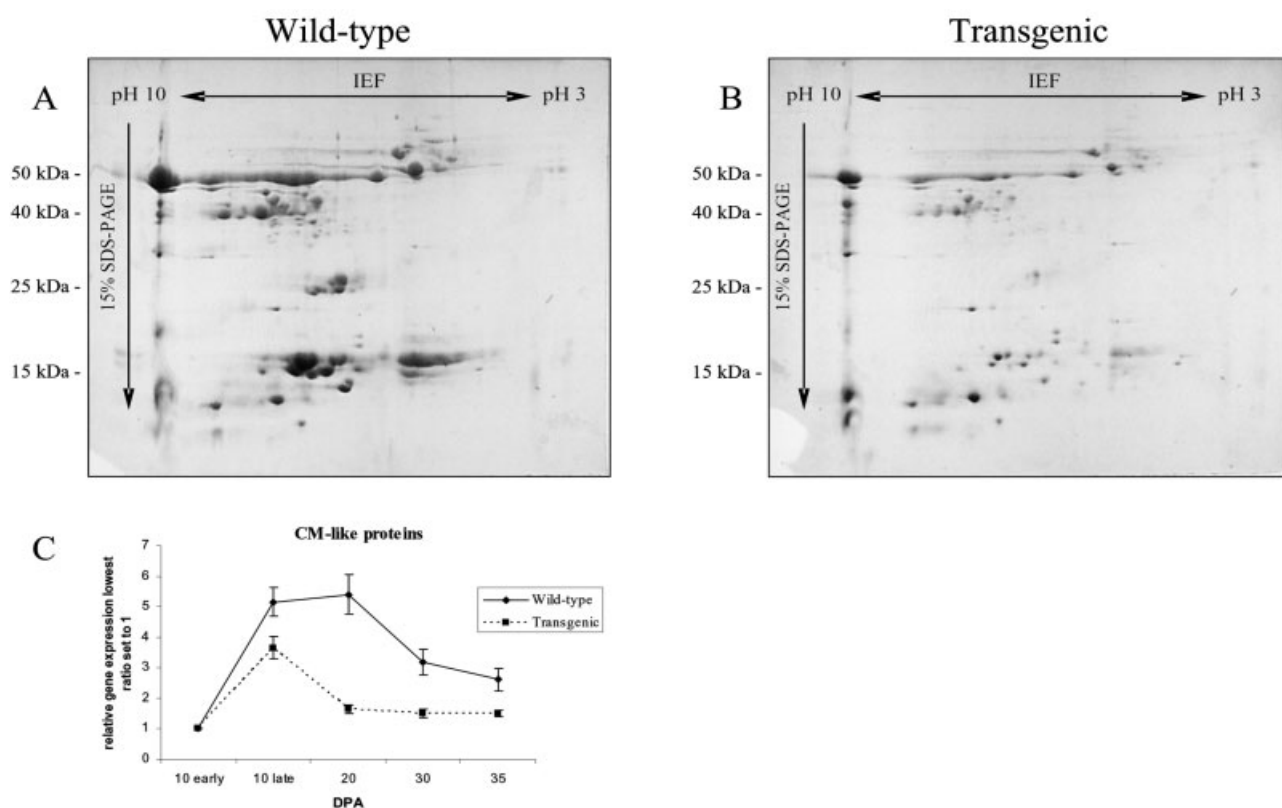 Wild-type
Transgenic
A
pH 10
IEF
pH 3
50 kDa -
40 kDa -
25 kDa -
15 kDa -
15% SDS-PAGE
B
pH 10
IEF
pH 3
50 kDa -
40 kDa -
25 kDa -
15 kDa -
15% SDS-PAGE
C
CM-like proteins
relative gene expression lowest
ratio set to 1
7
6
5
4
3
2
1
0
Wild-type
Transgenic
10 early
10 late
20
30
35
DPA